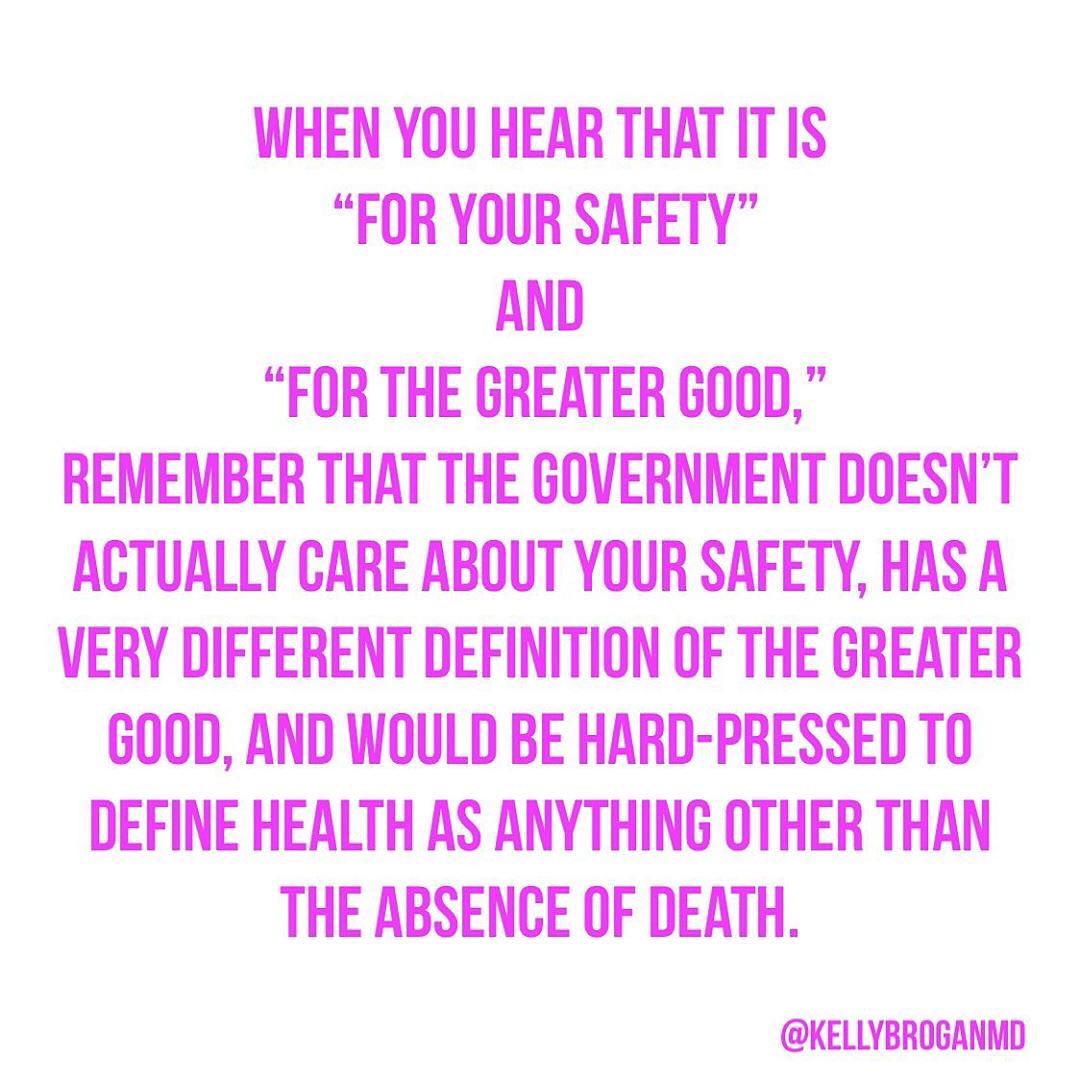 WHEN YOU HEAR THAT IT IS
“FOR YOUR SAFETY”
AND
“FOR THE GREATER GOOD,”
REMEMBER THAT THE GOVERNMENT DOESN’T
ACTUALLY CARE ABOUT YOUR SAFETY, HAS A
VERY DIFFERENT DEFINITION OF THE GREATER
GOOD, AND WOULD BE HARD-PRESSED TO
DEFINE HEALTH AS ANYTHING OTHER THAN
THE ABSENCE OF DEATH.
@KELLYBROGANMD